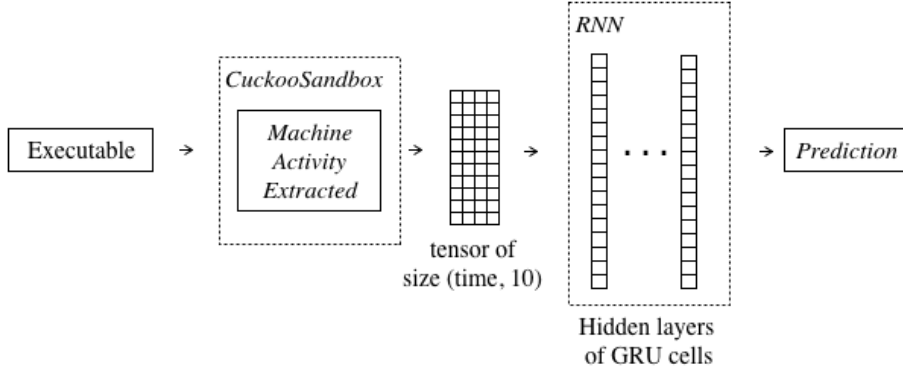 Executable
CuckooSandbox
Machine
Activity
Extracted
tensor of
size (time, 10)
RNN
. . .
Hidden layers
of GRU cells
Prediction